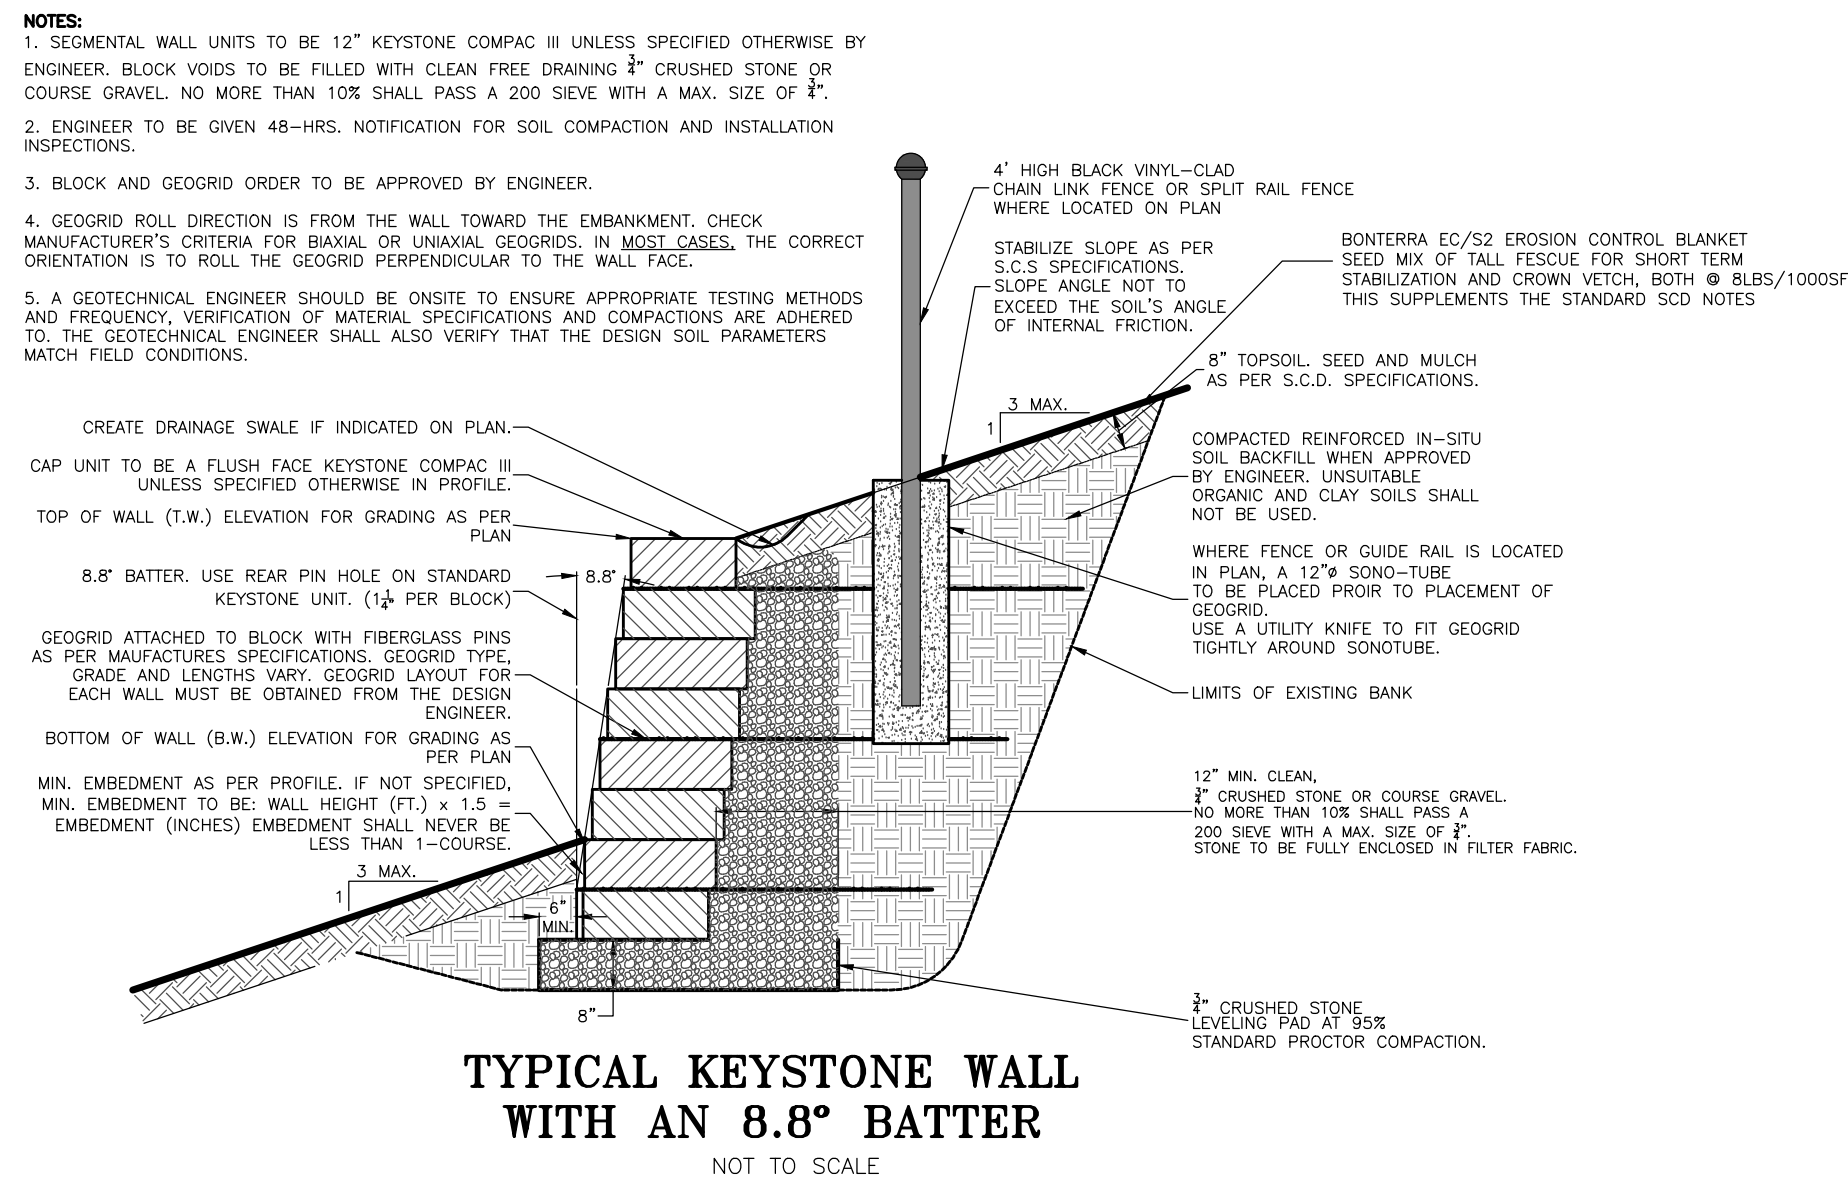 NOTES:
1. SEGMENTAL WALL UNITS TO BE 12" KEYSTONE COMPAC III UNLESS SPECIFIED OTHERWISE BY
ENGINEER. BLOCK VOIDS TO BE FILLED WITH CLEAN FREE DRAINING 3/4" CRUSHED STONE OR
COURSE GRAVEL. NO MORE THAN 10% SHALL PASS A 200 SIEVE WITH A MAX. SIZE OF 3/4".
2. ENGINEER TO BE GIVEN 48-HRS. NOTIFICATION FOR SOIL COMPACTION AND INSTALLATION
INSPECTIONS.
3. BLOCK AND GEOGRID ORDER TO BE APPROVED BY ENGINEER.
4. GEOGRID ROLL DIRECTION IS FROM THE WALL TOWARD THE EMBANKMENT. CHECK
MANUFACTURER'S CRITERIA FOR BIAXIAL OR UNIAXIAL GEOGRIDS. IN MOST CASES, THE CORRECT
ORIENTATION IS TO ROLL THE GEOGRID PERPENDICULAR TO THE WALL FACE.
5. A GEOTECHNICAL ENGINEER SHOULD BE ONSITE TO ENSURE APPROPRIATE TESTING METHODS
AND FREQUENCY, VERIFICATION OF MATERIAL SPECIFICATIONS AND COMPACTIONS ARE ADHERED
TO. THE GEOTECHNICAL ENGINEER SHALL ALSO VERIFY THAT THE DESIGN SOIL PARAMETERS
MATCH FIELD CONDITIONS.
CREATE DRAINAGE SWALE IF INDICATED ON PLAN.
CAP UNIT TO BE A FLUSH FACE KEYSTONE COMPAC III
UNLESS SPECIFIED OTHERWISE IN PROFILE.
TOP OF WALL (T.W.) ELEVATION FOR GRADING AS PER
PLAN
8.8° BATTER. USE REAR PIN HOLE ON STANDARD
KEYSTONE UNIT. (1 1/4" PER BLOCK)
GEOGRID ATTACHED TO BLOCK WITH FIBERGLASS PINS
AS PER MAUFACTURES SPECIFICATIONS. GEOGRID TYPE,
GRADE AND LENGTHS VARY. GEOGRID LAYOUT FOR
EACH WALL MUST BE OBTAINED FROM THE DESIGN
ENGINEER.
BOTTOM OF WALL (B.W.) ELEVATION FOR GRADING AS
PER PLAN
MIN. EMBEDMENT AS PER PROFILE. IF NOT SPECIFIED,
MIN. EMBEDMENT TO BE: WALL HEIGHT (FT.) x 1.5 =
EMBEDMENT (INCHES) EMBEDMENT SHALL NEVER BE
LESS THAN 1-COURSE.
3 MAX.
1
8.8°
6"
MIN.
8"
4' HIGH BLACK VINYL-CLAD
CHAIN LINK FENCE OR SPLIT RAIL FENCE
WHERE LOCATED ON PLAN
STABILIZE SLOPE AS PER
S.C.S SPECIFICATIONS.
SLOPE ANGLE NOT TO
EXCEED THE SOIL'S ANGLE
OF INTERNAL FRICTION.
3 MAX.
1
BONTERRA EC/S2 EROSION CONTROL BLANKET
SEED MIX OF TALL FESCUE FOR SHORT TERM
STABILIZATION AND CROWN VETCH, BOTH @ 8LBS/1000SF
THIS SUPPLEMENTS THE STANDARD SCD NOTES
8" TOPSOIL. SEED AND MULCH
AS PER S.C.D. SPECIFICATIONS.
COMPACTED REINFORCED IN-SITU
SOIL BACKFILL WHEN APPROVED
BY ENGINEER. UNSUITABLE
ORGANIC AND CLAY SOILS SHALL
NOT BE USED.
WHERE FENCE OR GUIDE RAIL IS LOCATED
IN PLAN, A 12"ø SONO-TUBE
TO BE PLACED PROIR TO PLACEMENT OF
GEOGRID.
USE A UTILITY KNIFE TO FIT GEOGRID
TIGHTLY AROUND SONOTUBE.
LIMITS OF EXISTING BANK
12" MIN. CLEAN,
3/4" CRUSHED STONE OR COURSE GRAVEL.
NO MORE THAN 10% SHALL PASS A
200 SIEVE WITH A MAX. SIZE OF 3/4".
STONE TO BE FULLY ENCLOSED IN FILTER FABRIC.
3/4" CRUSHED STONE
LEVELING PAD AT 95%
STANDARD PROCTOR COMPACTION.
TYPICAL KEYSTONE WALL
WITH AN 8.8° BATTER
NOT TO SCALE